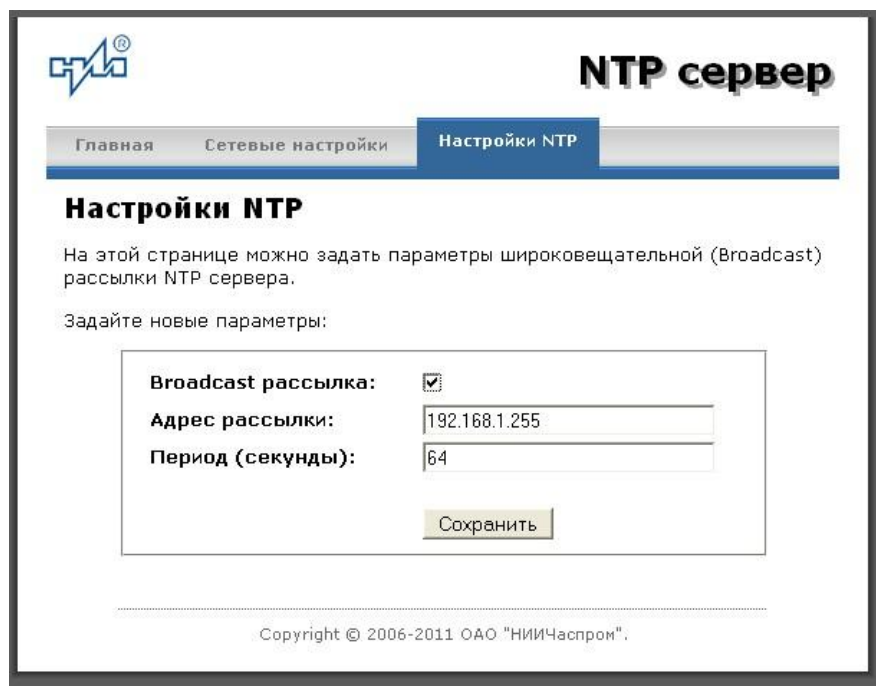 ®
NTP сервер
Главная Сетевые настройки Настройки NTP
Настройки NTP
На этой странице можно задать параметры широковещательной (Broadcast)
рассылки NTP сервера.
Задайте новые параметры:
Broadcast рассылка:
Адрес рассылки: 192.168.1.255
Период (секунды): 64
Сохранить
Copyright © 2006-2011 ОАО "НИИЧаспром".